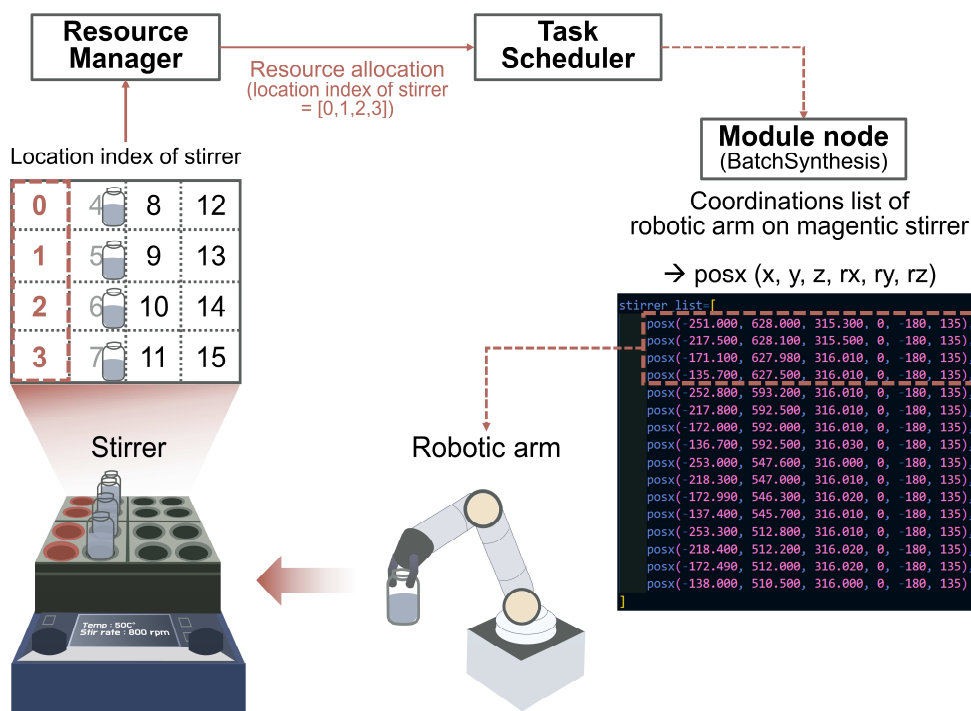 Resource
Manager
Resource allocation
(location index of stirrer
= [0,1,2,3])
Task
Scheduler
Module node
(BatchSynthesis)
Location index of stirrer
0 4 8 12
1 5 9 13
2 6 10 14
3 7 11 15
Coordinations list of
robotic arm on magentic stirrer
→ posx (x, y, z, rx, ry, rz)
stirrer_list=[
posx(-251.000, 628.000, 315.300, 0, -180, 135),
posx(-217.500, 628.100, 315.500, 0, -180, 135),
posx(-171.100, 627.980, 316.010, 0, -180, 135),
posx(-135.700, 627.500, 316.010, 0, -180, 135),
posx(-252.800, 593.200, 316.010, 0, -180, 135),
posx(-217.800, 592.500, 316.010, 0, -180, 135),
posx(-172.000, 592.000, 316.010, 0, -180, 135),
posx(-136.700, 592.500, 316.030, 0, -180, 135),
posx(-253.000, 547.600, 316.000, 0, -180, 135),
posx(-218.300, 547.000, 316.010, 0, -180, 135),
posx(-172.990, 546.300, 316.020, 0, -180, 135),
posx(-137.400, 545.700, 316.010, 0, -180, 135),
posx(-253.300, 512.800, 316.010, 0, -180, 135),
posx(-218.400, 512.200, 316.020, 0, -180, 135),
posx(-172.490, 512.000, 316.020, 0, -180, 135),
posx(-138.000, 510.500, 316.000, 0, -180, 135)
]
Stirrer
Robotic arm
Temp : 50C°
Stir rate : 800 rpm